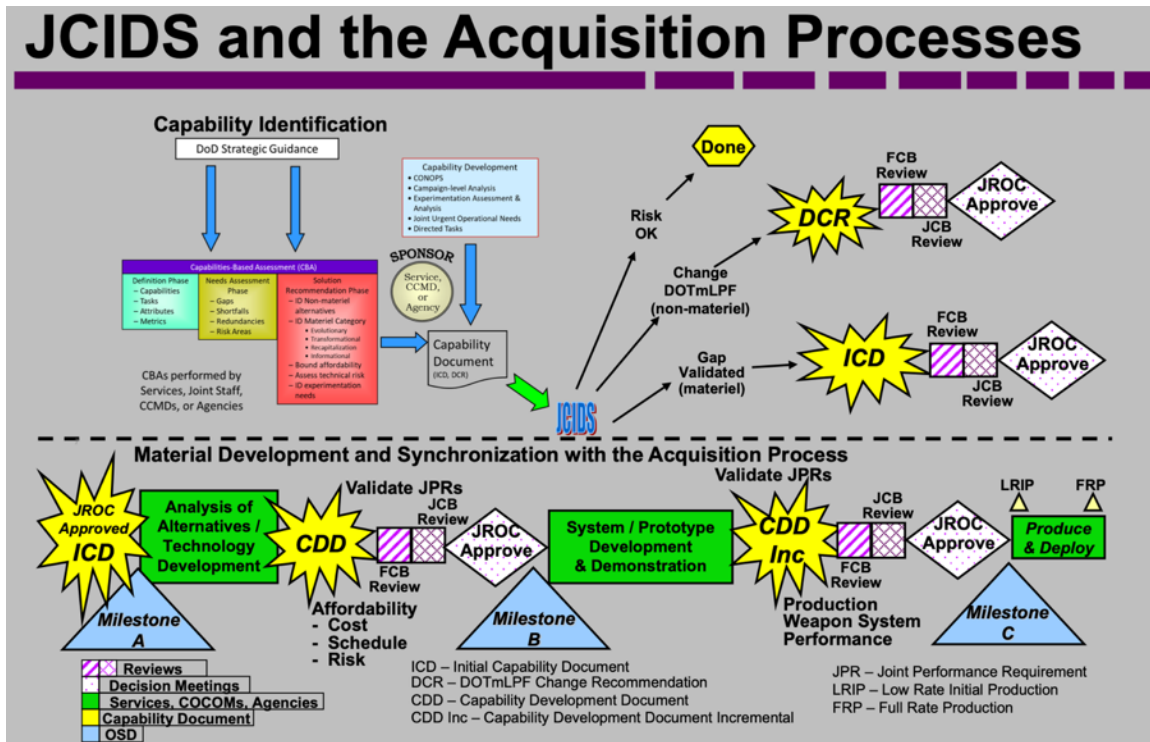 JCIDS and the Acquisition Processes
Capability Identification
DoD Strategic Guidance
Capability Development
• CONOPS
• Campaign-level Analysis
• Experimentation Assessment &
Analysis
• Joint Urgent Operational Needs
• Directed Tasks
Capabilities-Based Assessment (CBA)
Definition Phase
– Capabilities
– Tasks
– Attributes
– Metrics
Needs Assessment
Phase
– Gaps
– Shortfalls
– Redundancies
– Risk Areas
Solution
Recommendation Phase
– ID Non-materiel
alternatives
– ID Materiel Category
• Evolutionary
• Transformational
• Recapitalization
• Informational
– Bound affordability
– Assess technical risk
– ID experimentation
needs
CBAs performed by
Services, Joint Staff,
CCMDs, or Agencies
SPONSOR
Service,
CCMD,
or
Agency
Capability
Document
(ICD, DCR)
JCIDS
Risk
OK
Done
Change
DOTmLPF
(non-materiel)
DCR
FCB
Review
JCB
Review
JROC
Approve
Gap
Validated
(materiel)
ICD
FCB
Review
JCB
Review
JROC
Approve
Material Development and Synchronization with the Acquisition Process
JROC
Approved
ICD
Milestone
A
Analysis of
Alternatives /
Technology
Development
CDD
Validate JPRs
JCB
Review
FCB
Review
Affordability
- Cost
- Schedule
- Risk
JROC
Approve
Milestone
B
System / Prototype
Development
& Demonstration
Validate JPRs
CDD
Inc
JCB
Review
FCB
Review
Production
Weapon System
Performance
JROC
Approve
Milestone
C
LRIP
FRP
Produce
& Deploy
Reviews
Decision Meetings
Services, COCOMs, Agencies
Capability Document
OSD
ICD – Initial Capability Document
DCR – DOTmLPF Change Recommendation
CDD – Capability Development Document
CDD Inc – Capability Development Document Incremental
JPR – Joint Performance Requirement
LRIP – Low Rate Initial Production
FRP – Full Rate Production